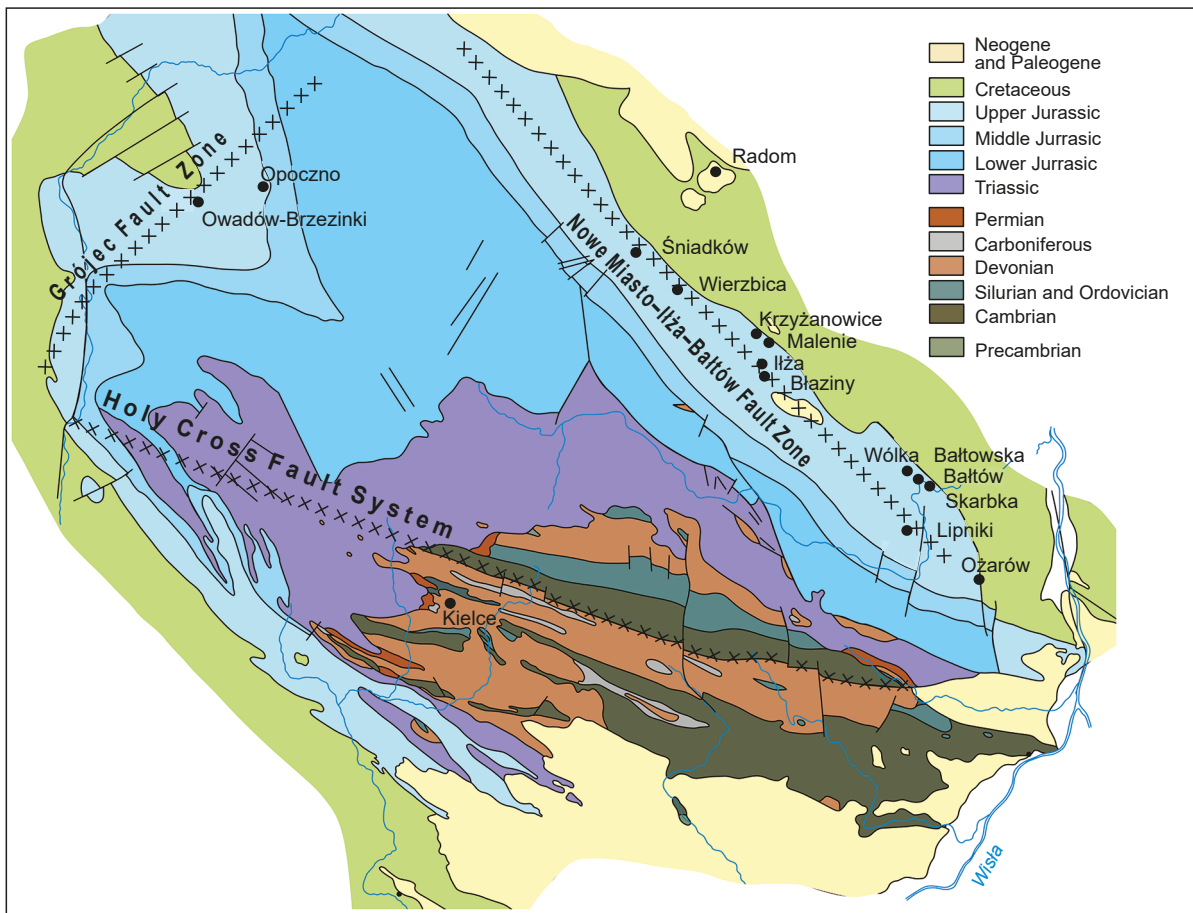 Neogene
and Paleogene
Cretaceous
Upper Jurassic
Middle Jurrasic
Lower Jurrasic
Triassic
Permian
Carboniferous
Devonian
Silurian and Ordovician
Cambrian
Precambrian
Radom
Opoczno
Owadów-Brzezinki
Grójec Fault Zone
Śniadków
Nowe Miasto–Iłża–Bałtów Fault Zone
Wierzbica
Krzyżanowice
Malenie
Iłża
Błaziny
Holy Cross Fault System
Wólka Bałtowska
Bałtów
Skarbka
Lipniki
Ożarów
Kielce
Wisła